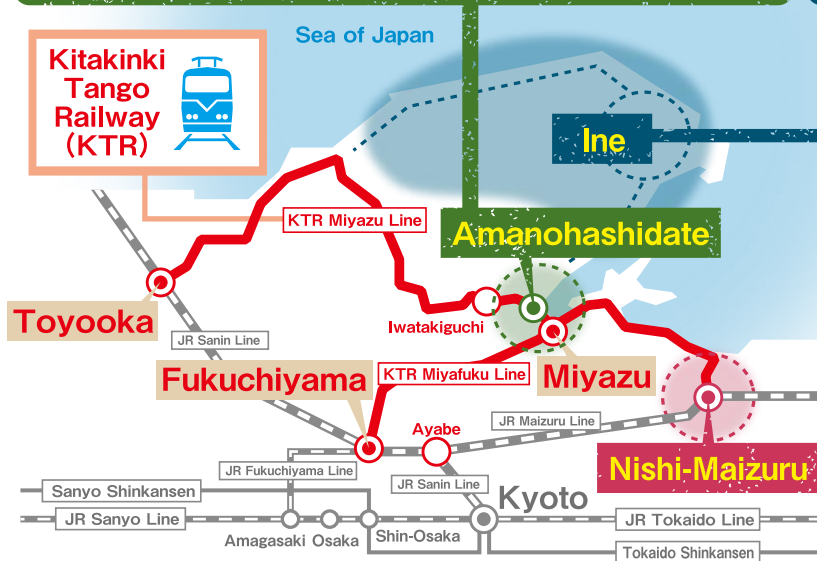 Sea of Japan
Kitakinki
Tango
Railway
(KTR)
Ine
KTR Miyazu Line
Amanohashidate
Toyooka
Iwatakiguchi
JR Sanin Line
Fukuchiyama
KTR Miyafuku Line
Miyazu
Ayabe
JR Maizuru Line
Nishi-Maizuru
JR Fukuchiyama Line
JR Sanin Line
Sanyo Shinkansen
Kyoto
JR Sanyo Line
JR Tokaido Line
Amagasaki
Osaka
Shin-Osaka
Tokaido Shinkansen